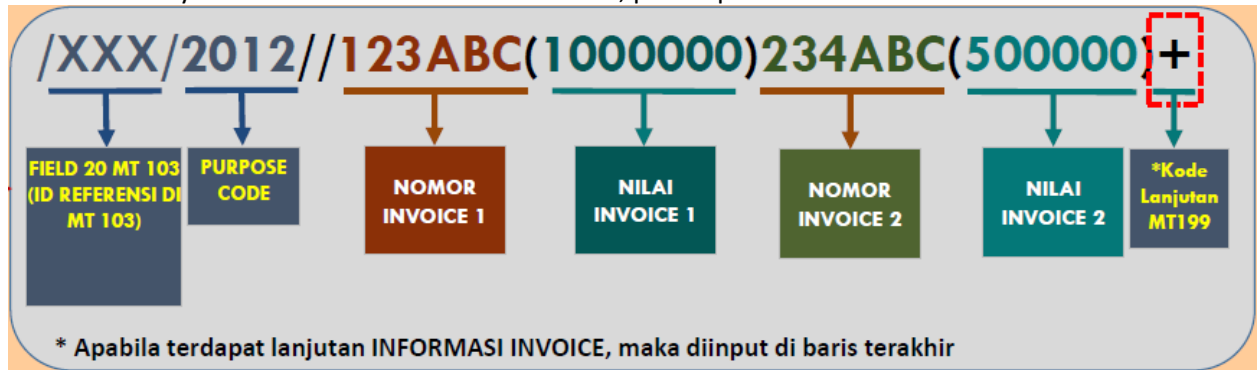 /XXX/2012//123ABC(1000000)234ABC(500000)+
FIELD 20 MT 103
(ID REFERENSI DI
MT 103)
PURPOSE
CODE
NOMOR
INVOICE 1
NILAI
INVOICE 1
NOMOR
INVOICE 2
NILAI
INVOICE 2
*Kode
Lanjutan
MT199
* Apabila terdapat lanjutan INFORMASI INVOICE, maka diinput di baris terakhir